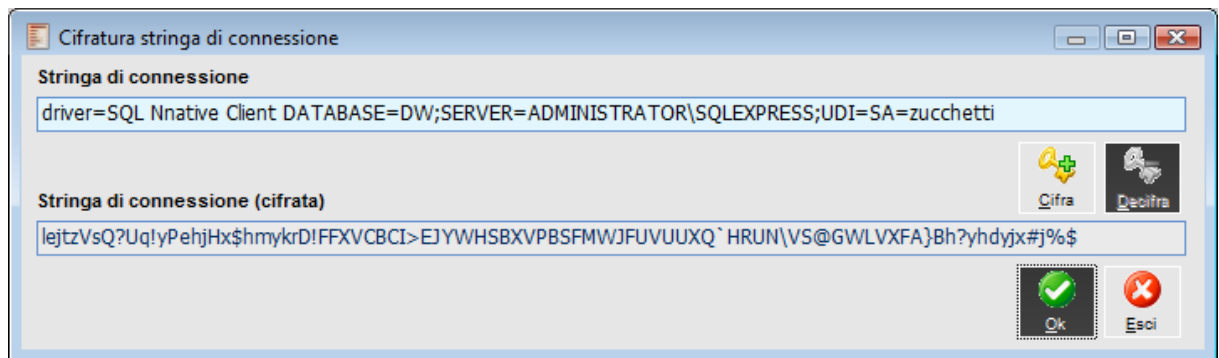 Cifratura stringa di connessione
Stringa di connessione
driver=SQL Nnative Client DATABASE=DW;SERVER=ADMINISTRATOR\SQLEXPRESS;UDI=SA=zucchetti
Cifra Decifra
Stringa di connessione (cifrata)
lejtzVsQ?Uq!yPehjHx$hmykrD!FFXVCBCI>EJYWHSBXVPBSFMWJFUVUUXQ`HRUN\VS@GWLVXFA}Bh?yhdyjx#j%$
Ok Esci